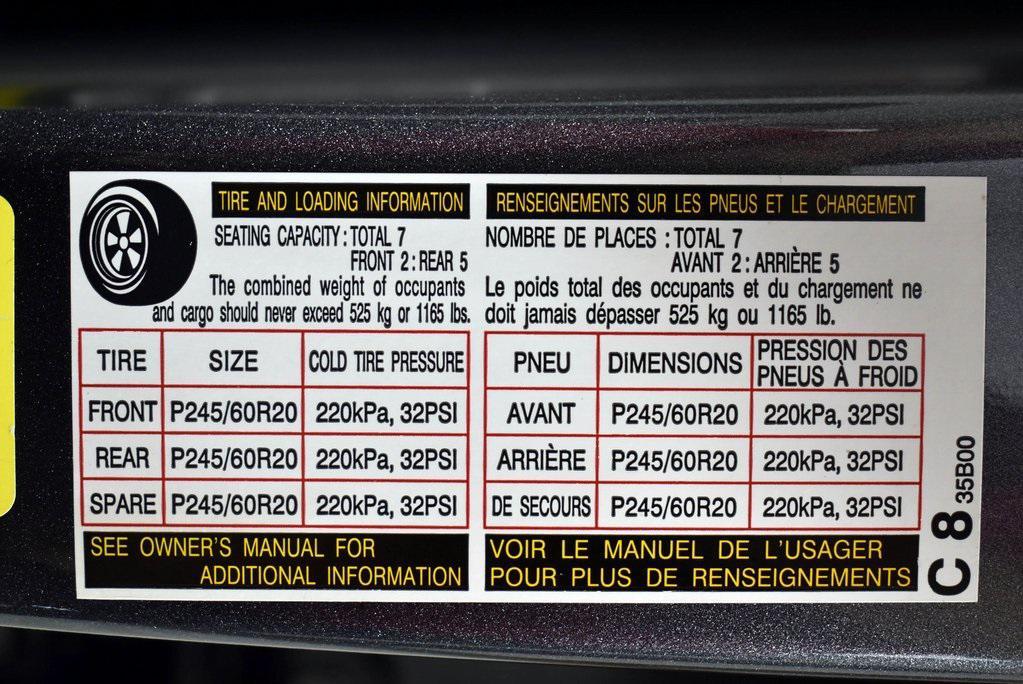 TIRE AND LOADING INFORMATION
SEATING CAPACITY : TOTAL 7
FRONT 2 : REAR 5
The combined weight of occupants
and cargo should never exceed 525 kg or 1165 lbs.
TIRE SIZE COLD TIRE PRESSURE
FRONT P245/60R20 220kPa, 32PSI
REAR P245/60R20 220kPa, 32PSI
SPARE P245/60R20 220kPa, 32PSI
SEE OWNER'S MANUAL FOR
ADDITIONAL INFORMATION
RENSEIGNEMENTS SUR LES PNEUS ET LE CHARGEMENT
NOMBRE DE PLACES : TOTAL 7
AVANT 2 : ARRIÈRE 5
Le poids total des occupants et du chargement ne
doit jamais dépasser 525 kg ou 1165 lb.
PNEU DIMENSIONS PRESSION DES
PNEUS À FROID
AVANT P245/60R20 220kPa, 32PSI
ARRIÈRE P245/60R20 220kPa, 32PSI
DE SECOURS P245/60R20 220kPa, 32PSI
VOIR LE MANUEL DE L'USAGER
POUR PLUS DE RENSEIGNEMENTS
C 8 35B00